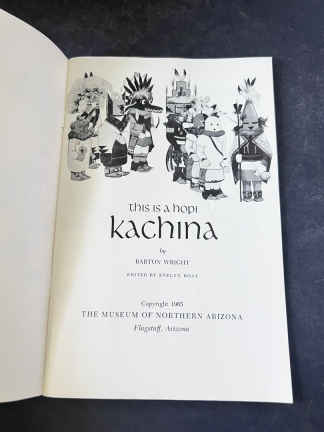 this is a hopi
kachina
by
BARTON WRIGHT
EDITED BY EVELYN ROAT
Copyright 1965
THE MUSEUM OF NORTHERN ARIZONA
Flagstaff, Arizona